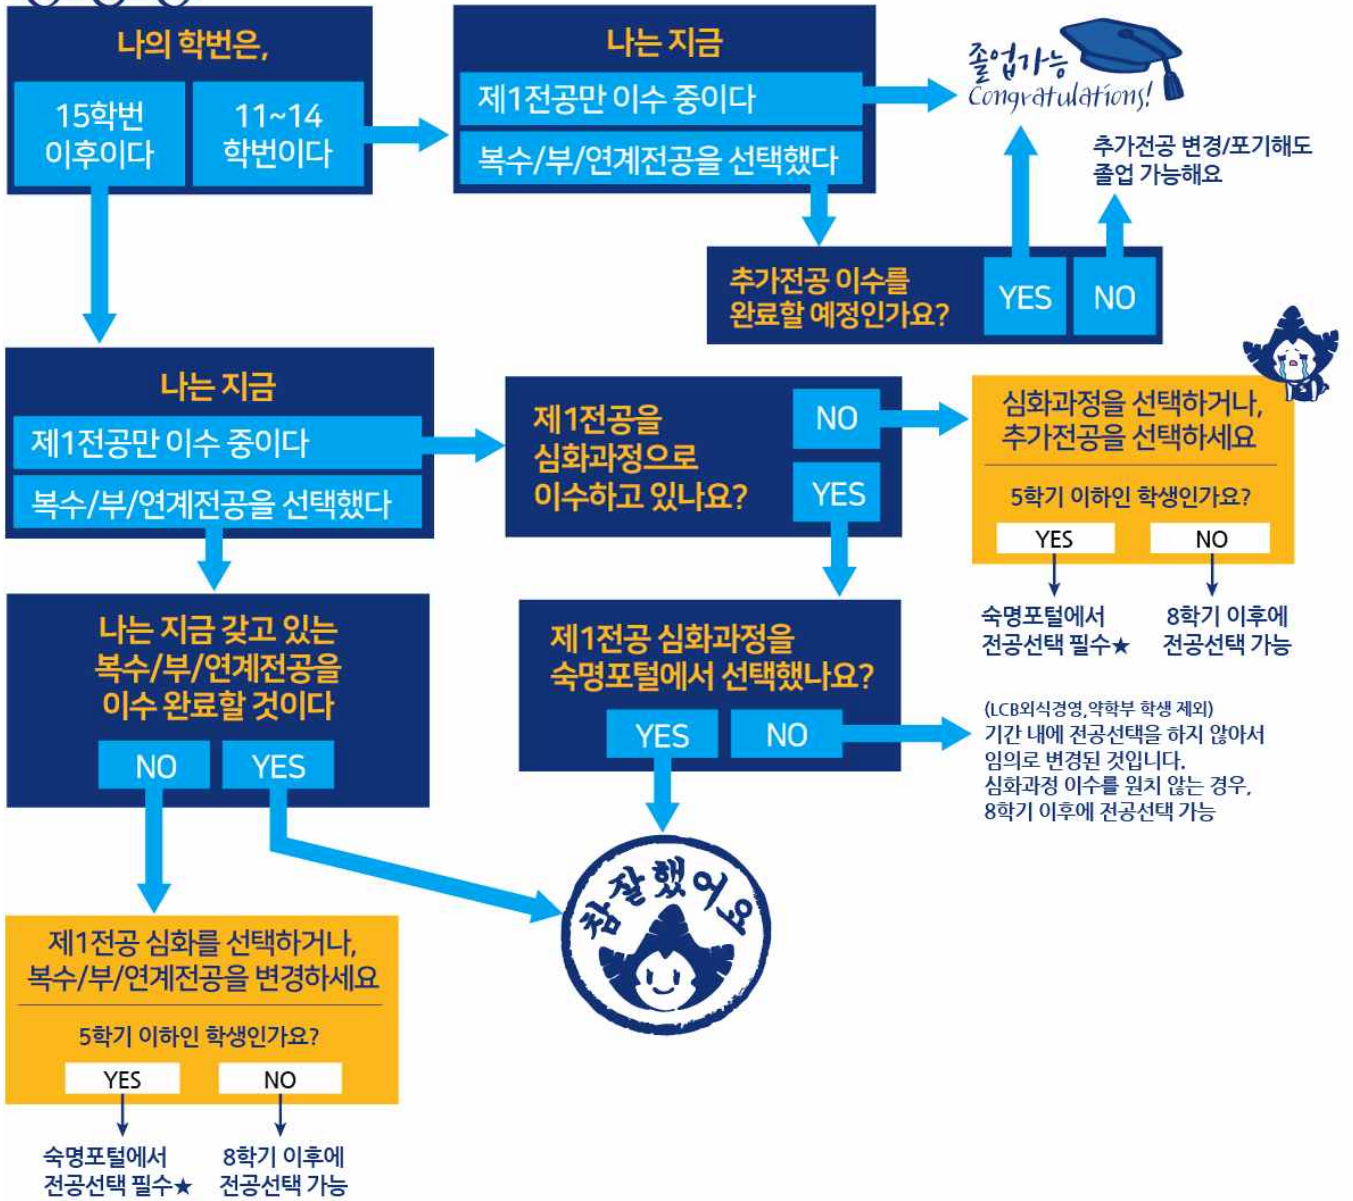 나의 학번은,
15학번
이후이다
11~14
학번이다
나는 지금
제1전공만 이수 중이다
복수/부/연계전공을 선택했다
졸업가능
Congratulations!
추가전공 변경/포기해도
졸업 가능해요
추가전공 이수를
완료할 예정인가요?
YES
NO
나는 지금
제1전공만 이수 중이다
복수/부/연계전공을 선택했다
제1전공을
심화과정으로
이수하고 있나요?
NO
YES
심화과정을 선택하거나,
추가전공을 선택하세요
5학기 이하인 학생인가요?
YES
NO
숙명포털에서
전공선택 필수★
8학기 이후에
전공선택 가능
나는 지금 갖고 있는
복수/부/연계전공을
이수 완료할 것이다
NO
YES
제1전공 심화과정을
숙명포털에서 선택했나요?
YES
NO
(LCB외식경영,약학부 학생 제외)
기간 내에 전공선택을 하지 않아서
임의로 변경된 것입니다.
심화과정 이수를 원치 않는 경우,
8학기 이후에 전공선택 가능
참 잘했어요
제1전공 심화를 선택하거나,
복수/부/연계전공을 변경하세요
5학기 이하인 학생인가요?
YES
NO
숙명포털에서
전공선택 필수★
8학기 이후에
전공선택 가능